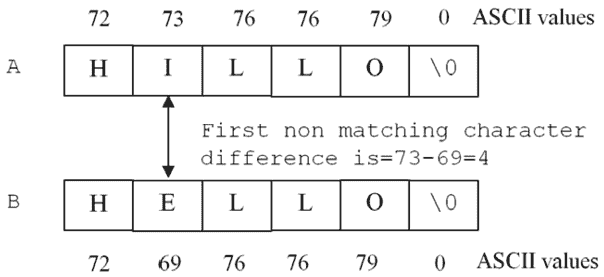 72 73 76 76 79 0 ASCII values
A H I L L O \0
First non matching character
difference is=73-69=4
B H E L L O \0
72 69 76 76 79 0 ASCII values